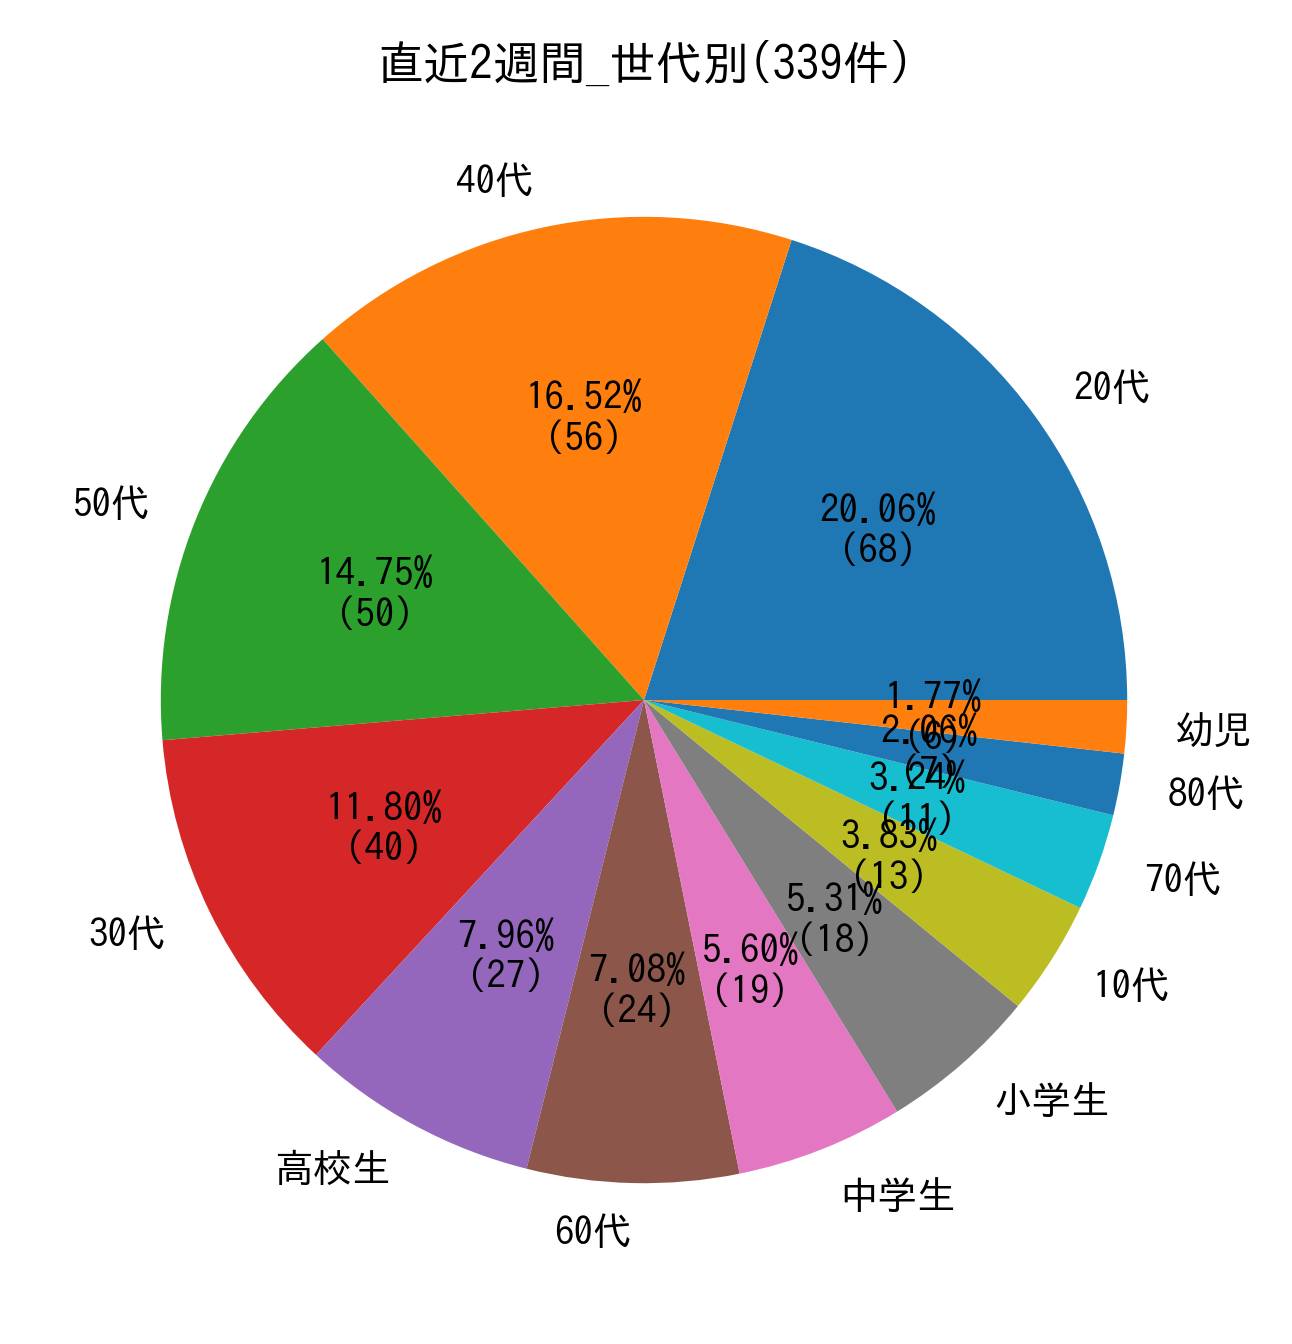 直近2週間_世代別(339件)
40代
20代
16.52%
(56)
50代
20.06%
(68)
14.75%
(50)
1.77%
(6)
幼児
2.06%
(7)
80代
3.24%
(11)
70代
11.80%
(40)
3.83%
(13)
30代
5.31%
(18)
7.96%
(27)
7.08%
(24)
5.60%
(19)
10代
小学生
高校生
中学生
60代